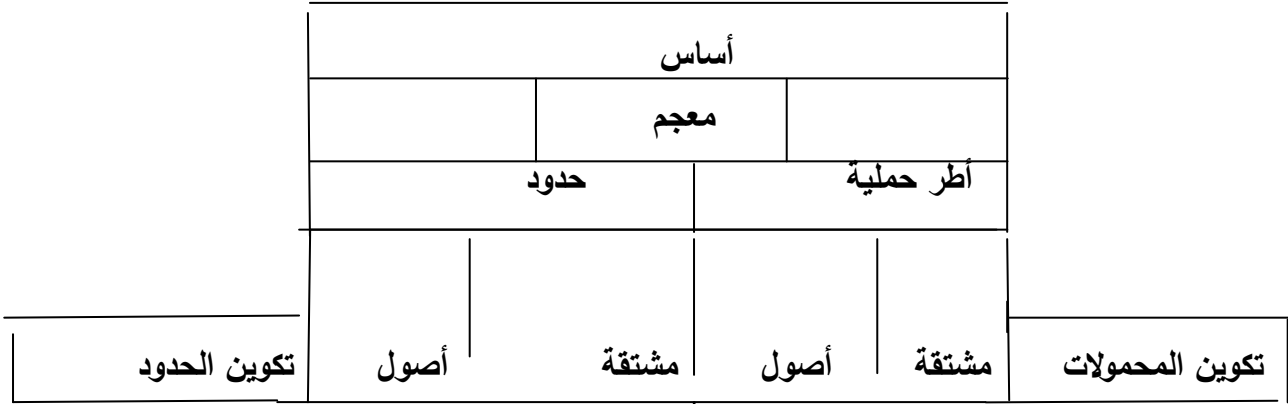 أساس
معجم
أطر حملية حدود
تكوين المحمولات مشتقة أصول مشتقة أصول تكوين الحدود